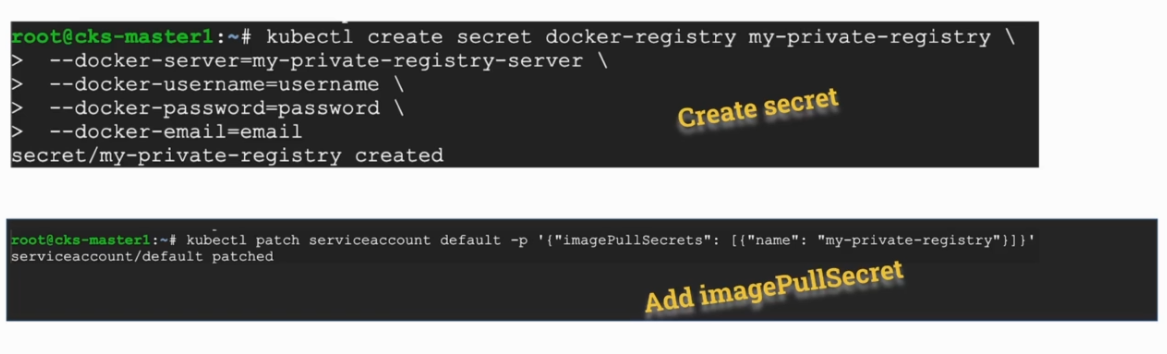 root@cks-master1:~# kubectl create secret docker-registry my-private-registry \
>  --docker-server=my-private-registry-server \
>  --docker-username=username \
>  --docker-password=password \
>  --docker-email=email
secret/my-private-registry created
Create secret
root@cks-master1:~# kubectl patch serviceaccount default -p '{"imagePullSecrets": [{"name": "my-private-registry"}]}'
serviceaccount/default patched
Add imagePullSecret